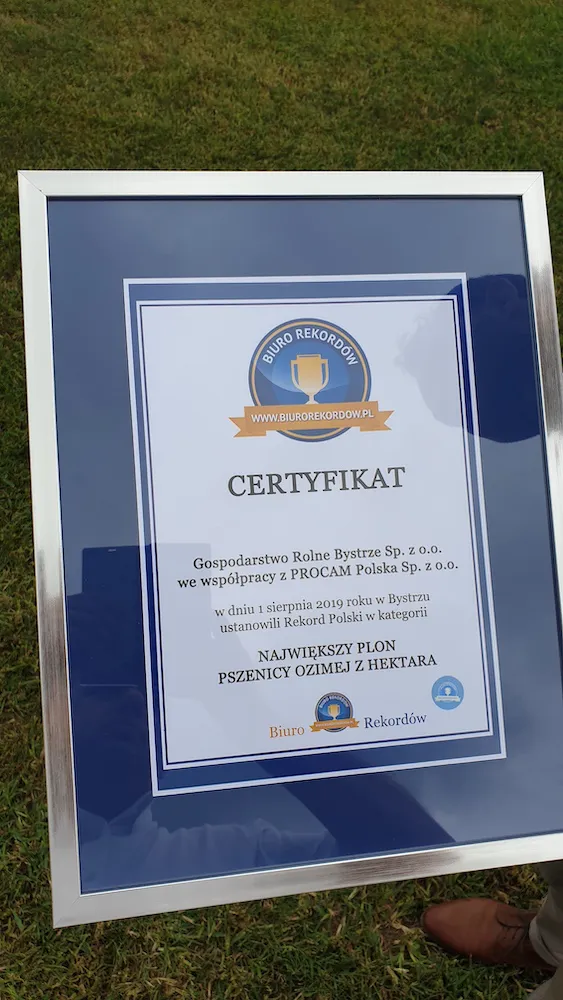 BIURO REKORDÓW
WWW.BIUROREKORDOW.PL
CERTYFIKAT
Gospodarstwo Rolne Bystrze Sp. z o.o.
we współpracy z PROCAM Polska Sp. z o.o.
w dniu 1 sierpnia 2019 roku w Bystrzu
ustanowili Rekord Polski w kategorii
NAJWIĘKSZY PLON
PSZENICY OZIMEJ Z HEKTARA
Biuro Rekordów